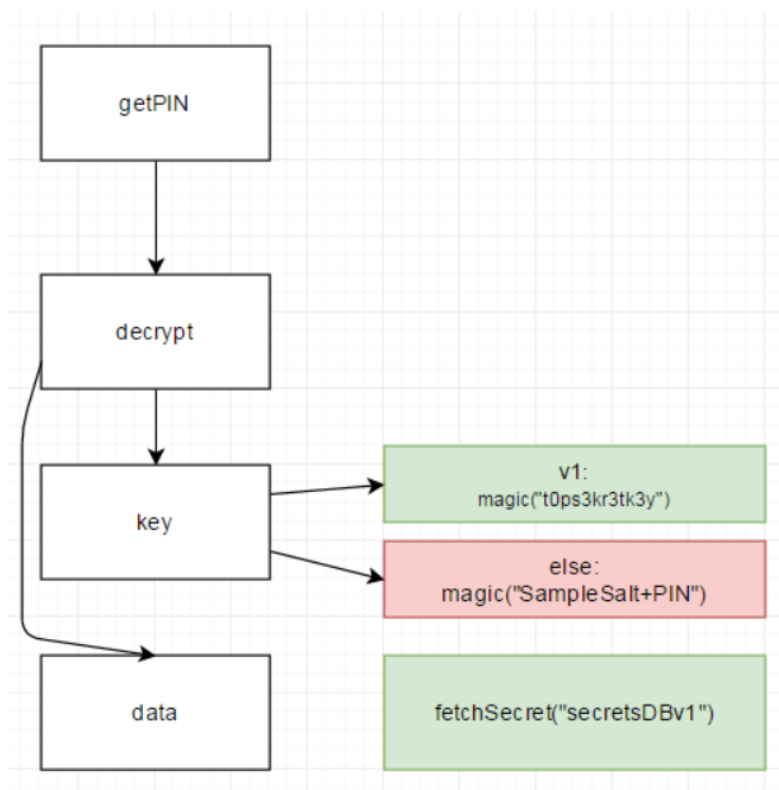 getPIN
decrypt
key
v1:
magic("t0ps3kr3tk3y")
else:
magic("SampleSalt+PIN")
data
fetchSecret("secretsDBv1")